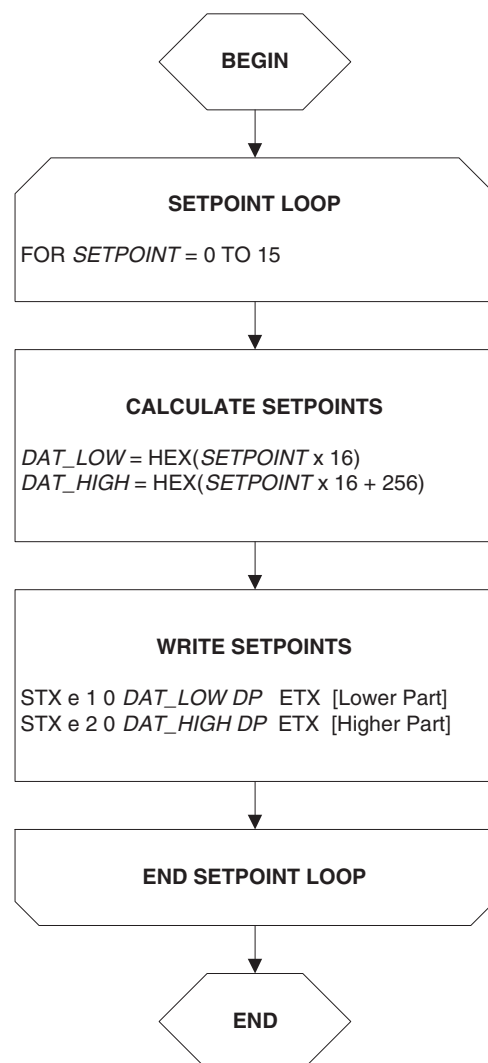 BEGIN
SETPOINT LOOP
FOR SETPOINT = 0 TO 15
CALCULATE SETPOINTS
DAT_LOW = HEX(SETPOINT x 16)
DAT_HIGH = HEX(SETPOINT x 16 + 256)
WRITE SETPOINTS
STX e 1 0 DAT_LOW DP ETX [Lower Part]
STX e 2 0 DAT_HIGH DP ETX [Higher Part]
END SETPOINT LOOP
END